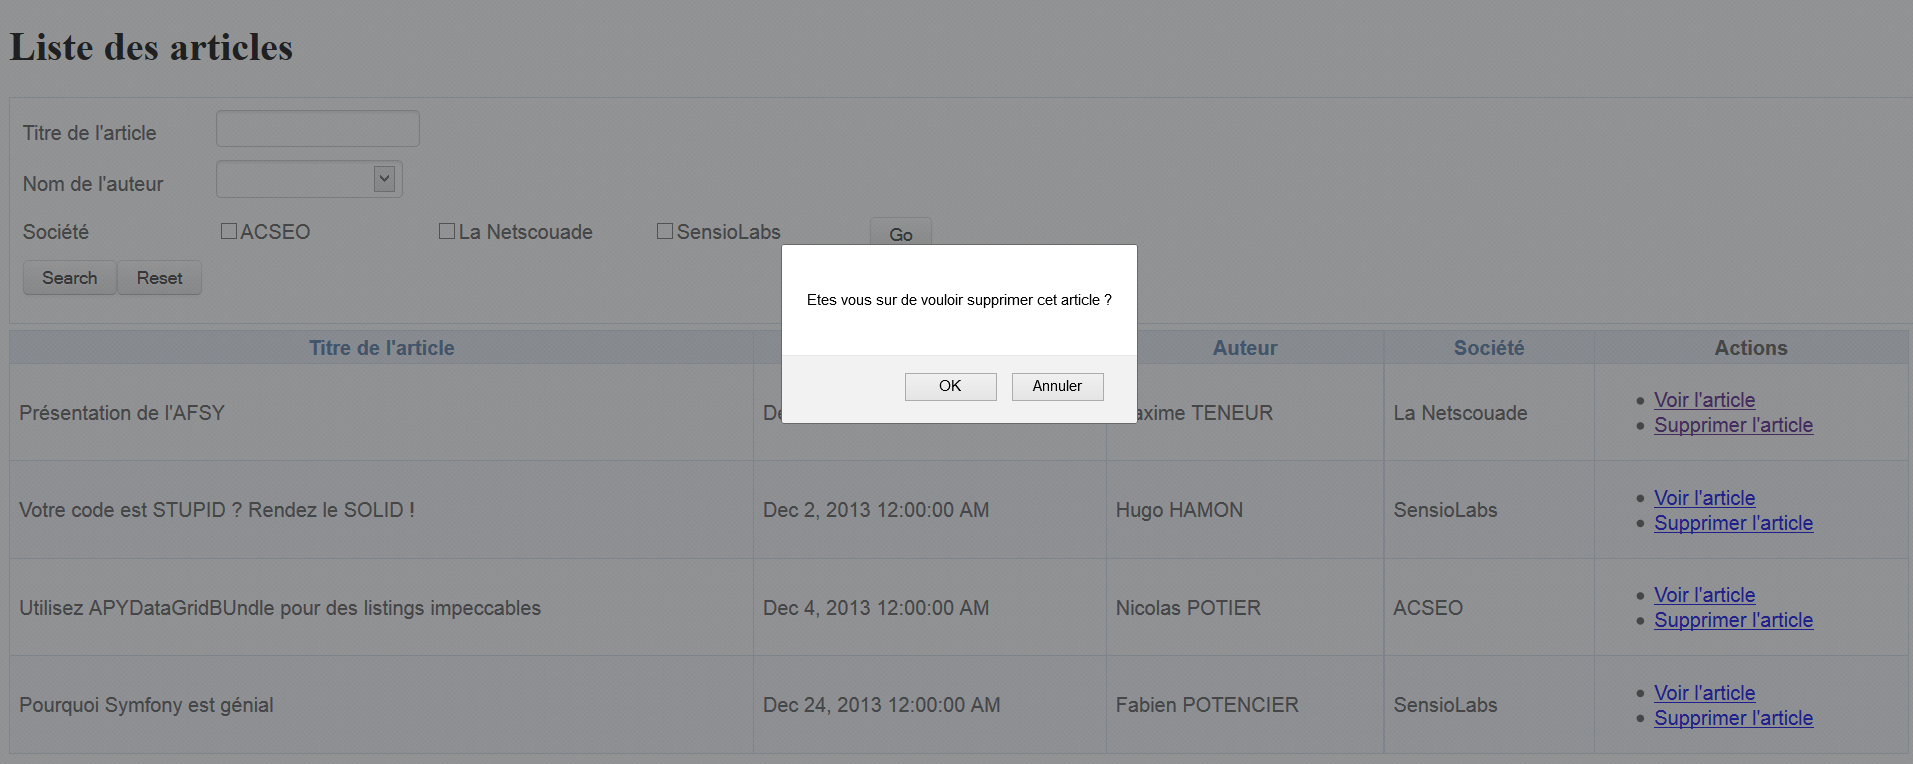 Liste des articles
Titre de l'article
Nom de l'auteur
Société ACSEO La Netscouade SensioLabs Go
Search Reset
Etes vous sur de vouloir supprimer cet article ?
OK Annuler
Titre de l'article Auteur Société Actions
Présentation de l'AFSY TENEUR La Netscouade
Voir l'article
Supprimer l'article
Votre code est STUPID ? Rendez le SOLID ! Dec 2, 2013 12:00:00 AM Hugo HAMON SensioLabs
Voir l'article
Supprimer l'article
Utilisez APYDataGridBUndle pour des listings impeccables Dec 4, 2013 12:00:00 AM Nicolas POTIER ACSEO
Voir l'article
Supprimer l'article
Pourquoi Symfony est génial Dec 24, 2013 12:00:00 AM Fabien POTENCIER SensioLabs
Voir l'article
Supprimer l'article